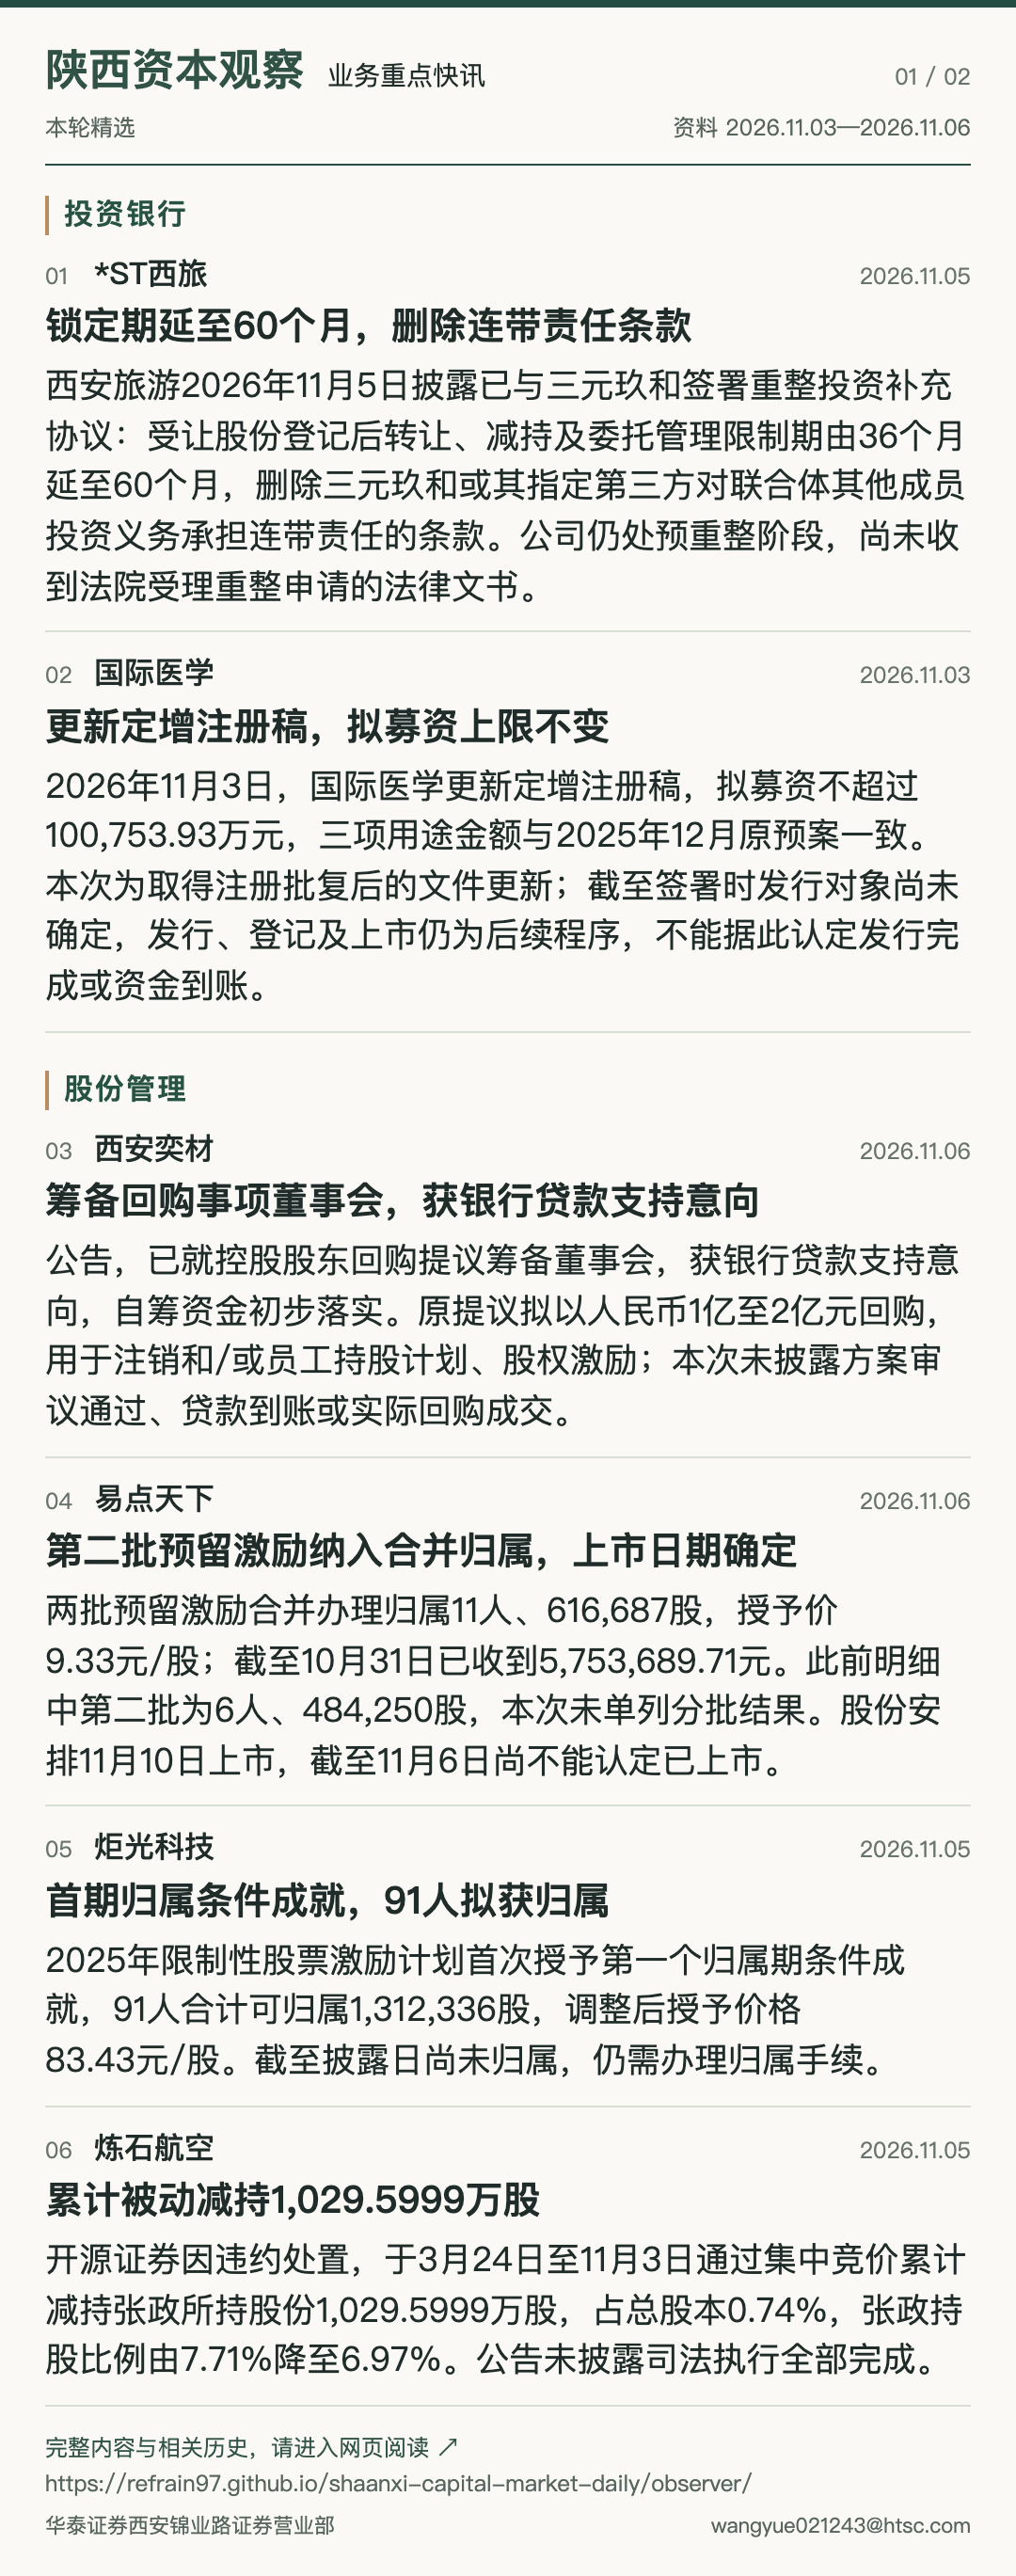 陕西资本观察 业务重点快讯 01 / 02
本轮精选 资料 2026.11.03—2026.11.06
投资银行
01 *ST西旅 2026.11.05
锁定期延至60个月，删除连带责任条款
西安旅游2026年11月5日披露已与三元玖和签署重整投资补充
协议：受让股份登记后转让、减持及委托管理限制期由36个月
延至60个月，删除三元玖和或其指定第三方对联合体其他成员
投资义务承担连带责任的条款。公司仍处预重整阶段，尚未收
到法院受理重整申请的法律文书。
02 国际医学 2026.11.03
更新定增注册稿，拟募资上限不变
2026年11月3日，国际医学更新定增注册稿，拟募资不超过
100,753.93万元，三项用途金额与2025年12月原预案一致。
本次为取得注册批复后的文件更新；截至签署时发行对象尚未
确定，发行、登记及上市仍为后续程序，不能据此认定发行完
成或资金到账。
股份管理
03 西安奕材 2026.11.06
筹备回购事项董事会，获银行贷款支持意向
公告，已就控股股东回购提议筹备董事会，获银行贷款支持意
向，自筹资金初步落实。原提议拟以人民币1亿至2亿元回购，
用于注销和/或员工持股计划、股权激励；本次未披露方案审
议通过、贷款到账或实际回购成交。
04 易点天下 2026.11.06
第二批预留激励纳入合并归属，上市日期确定
两批预留激励合并办理归属11人、616,687股，授予价
9.33元/股；截至10月31日已收到5,753,689.71元。此前明细
中第二批为6人、484,250股，本次未单列分批结果。股份安
排11月10日上市，截至11月6日尚不能认定已上市。
05 炬光科技 2026.11.05
首期归属条件成就，91人拟获归属
2025年限制性股票激励计划首次授予第一个归属期条件成
就，91人合计可归属1,312,336股，调整后授予价格
83.43元/股。截至披露日尚未归属，仍需办理归属手续。
06 炼石航空 2026.11.05
累计被动减持1,029.5999万股
开源证券因违约处置，于3月24日至11月3日通过集中竞价累计
减持张政所持股份1,029.5999万股，占总股本0.74%，张政持
股比例由7.71%降至6.97%。公告未披露司法执行全部完成。
完整内容与相关历史，请进入网页阅读 ↗
https://refrain97.github.io/shaanxi-capital-market-daily/observer/
华泰证券西安锦业路证券营业部 wangyue021243@htsc.com